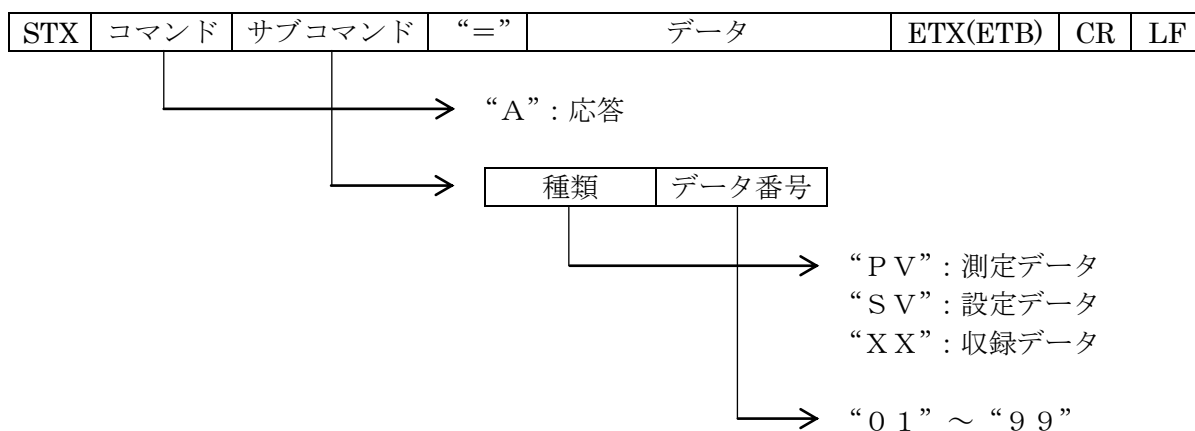 STX コマンド サブコマンド “=” データ ETX(ETB) CR LF
“A”：応答
種類 データ番号
“ＰＶ”：測定データ
“ＳＶ”：設定データ
“ＸＸ”：収録データ
“０１”～“９９”